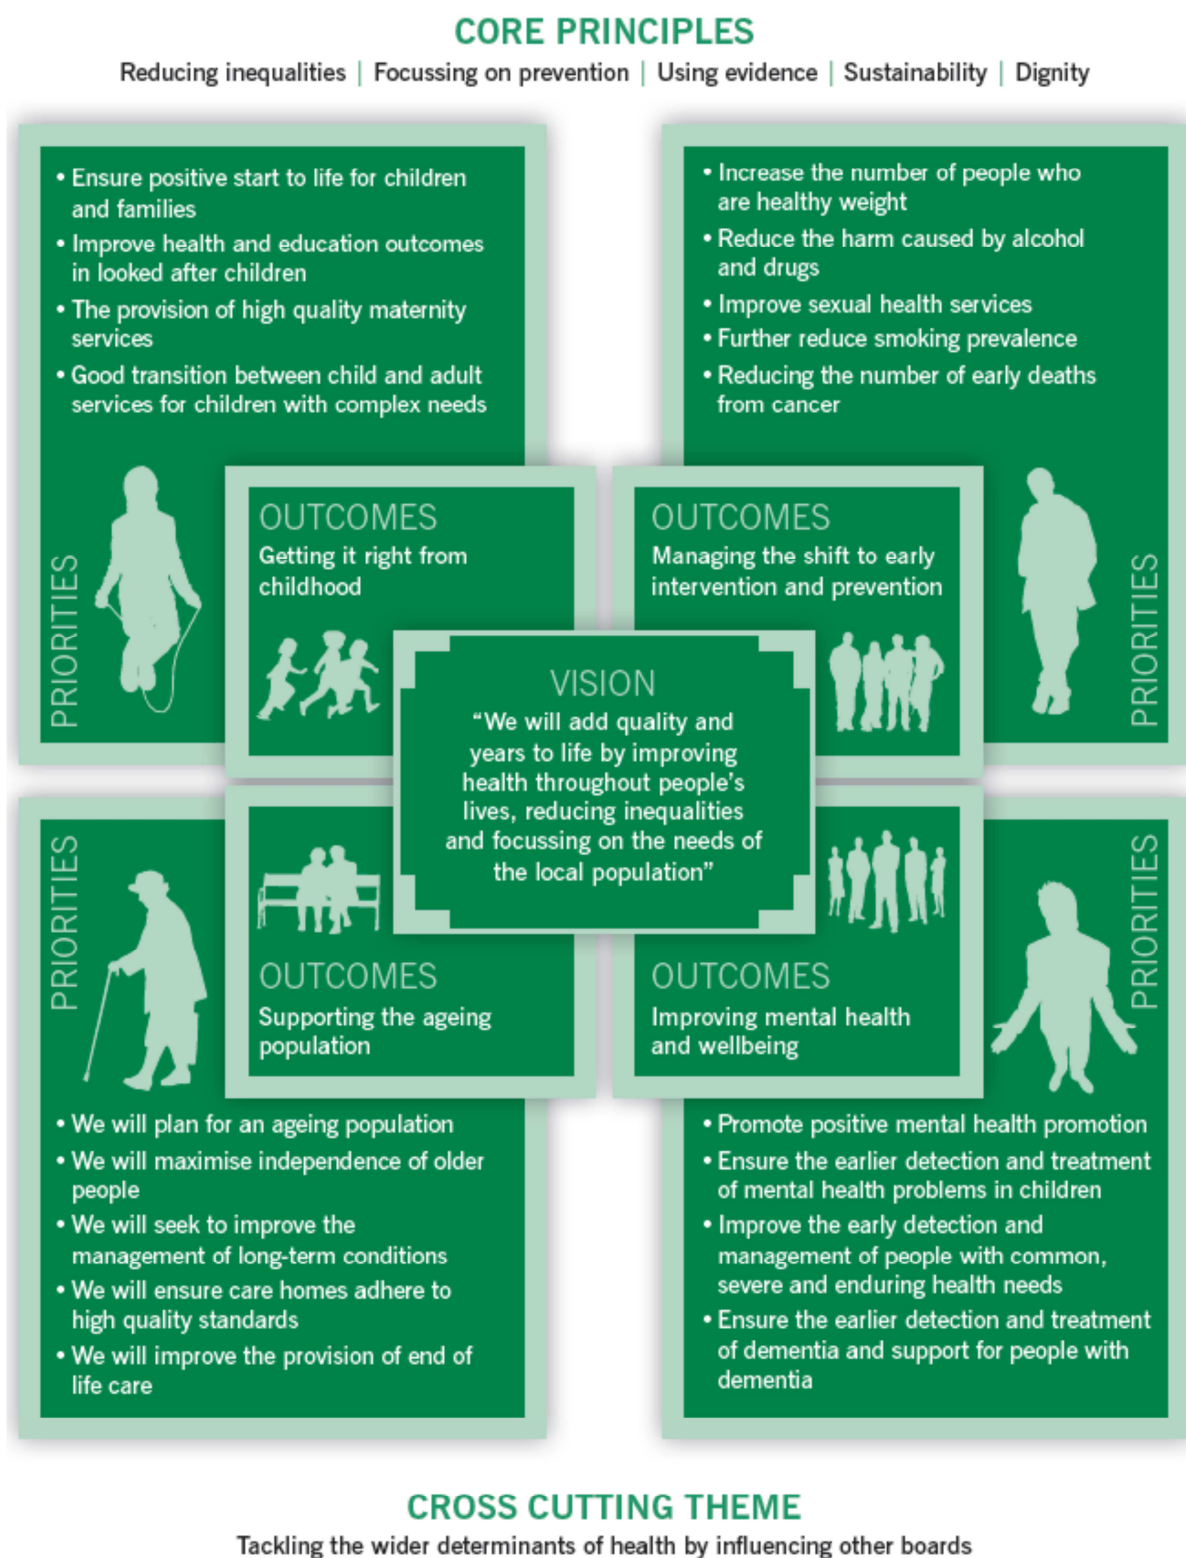 CORE PRINCIPLES
Reducing inequalities | Focussing on prevention | Using evidence | Sustainability | Dignity
• Ensure positive start to life for children
and families
• Improve health and education outcomes
in looked after children
• The provision of high quality maternity
services
• Good transition between child and adult
services for children with complex needs
PRIORITIES
OUTCOMES
Getting it right from
childhood
• Increase the number of people who
are healthy weight
• Reduce the harm caused by alcohol
and drugs
• Improve sexual health services
• Further reduce smoking prevalence
• Reducing the number of early deaths
from cancer
PRIORITIES
OUTCOMES
Managing the shift to early
intervention and prevention
VISION
“We will add quality and
years to life by improving
health throughout people’s
lives, reducing inequalities
and focussing on the needs of
the local population”
PRIORITIES
OUTCOMES
Supporting the ageing
population
• We will plan for an ageing population
• We will maximise independence of older
people
• We will seek to improve the
management of long-term conditions
• We will ensure care homes adhere to
high quality standards
• We will improve the provision of end of
life care
PRIORITIES
OUTCOMES
Improving mental health
and wellbeing
• Promote positive mental health promotion
• Ensure the earlier detection and treatment
of mental health problems in children
• Improve the early detection and
management of people with common,
severe and enduring health needs
• Ensure the earlier detection and treatment
of dementia and support for people with
dementia
CROSS CUTTING THEME
Tackling the wider determinants of health by influencing other boards